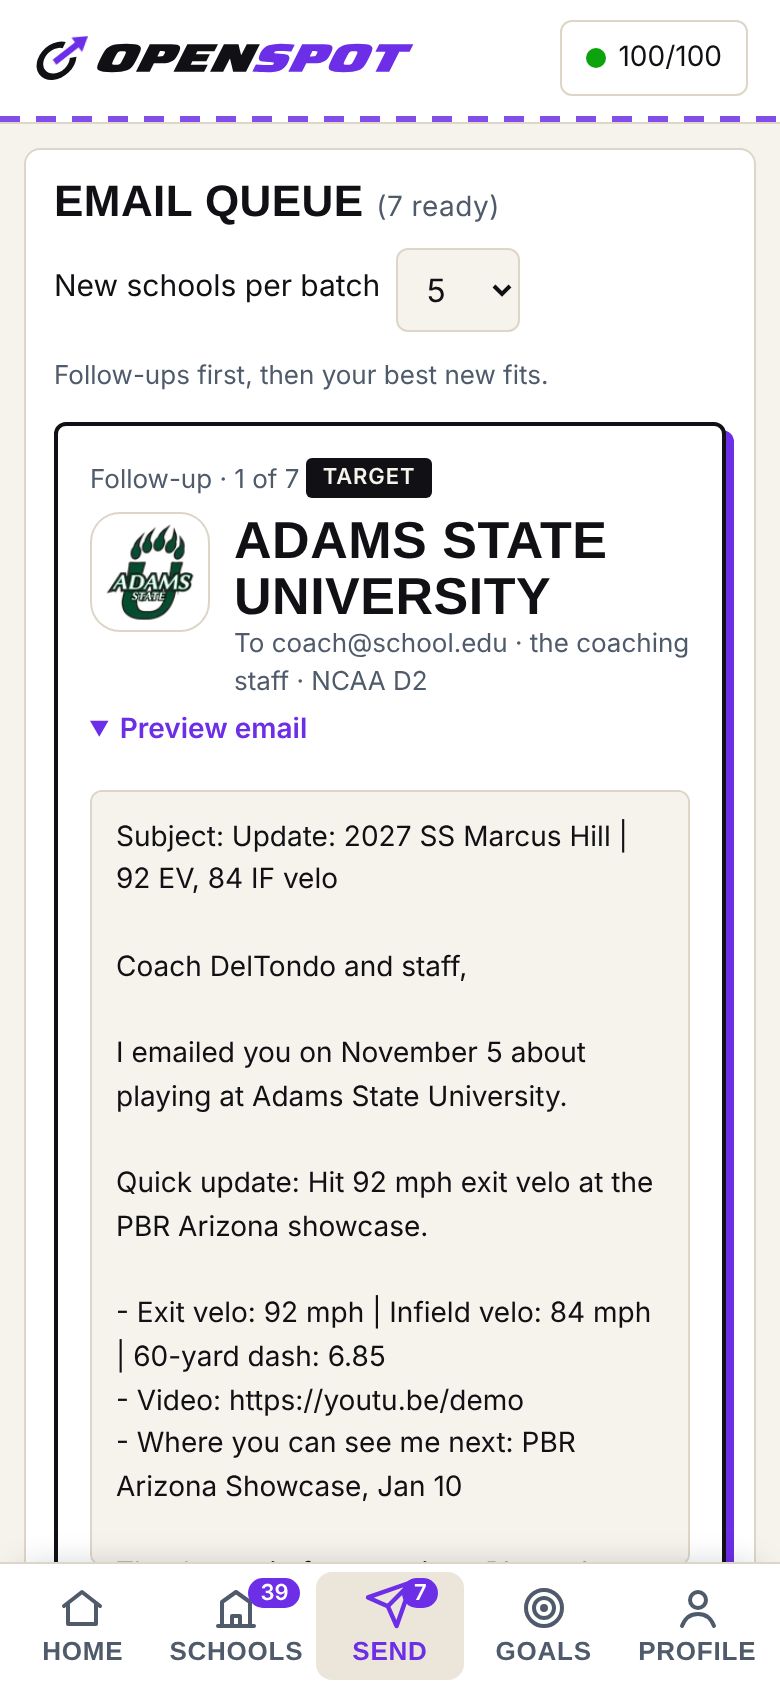 OPENSPOT
100/100
EMAIL QUEUE (7 ready)
New schools per batch 5
Follow-ups first, then your best new fits.
Follow-up · 1 of 7 TARGET
ADAMS STATE
ADAMS STATE
UNIVERSITY
To coach@school.edu · the coaching
staff · NCAA D2
▼ Preview email
Subject: Update: 2027 SS Marcus Hill |
92 EV, 84 IF velo
Coach DelTondo and staff,
I emailed you on November 5 about
playing at Adams State University.
Quick update: Hit 92 mph exit velo at the
PBR Arizona showcase.
- Exit velo: 92 mph | Infield velo: 84 mph
| 60-yard dash: 6.85
- Video: https://youtu.be/demo
- Where you can see me next: PBR
Arizona Showcase, Jan 10
39
7
HOME SCHOOLS SEND GOALS PROFILE